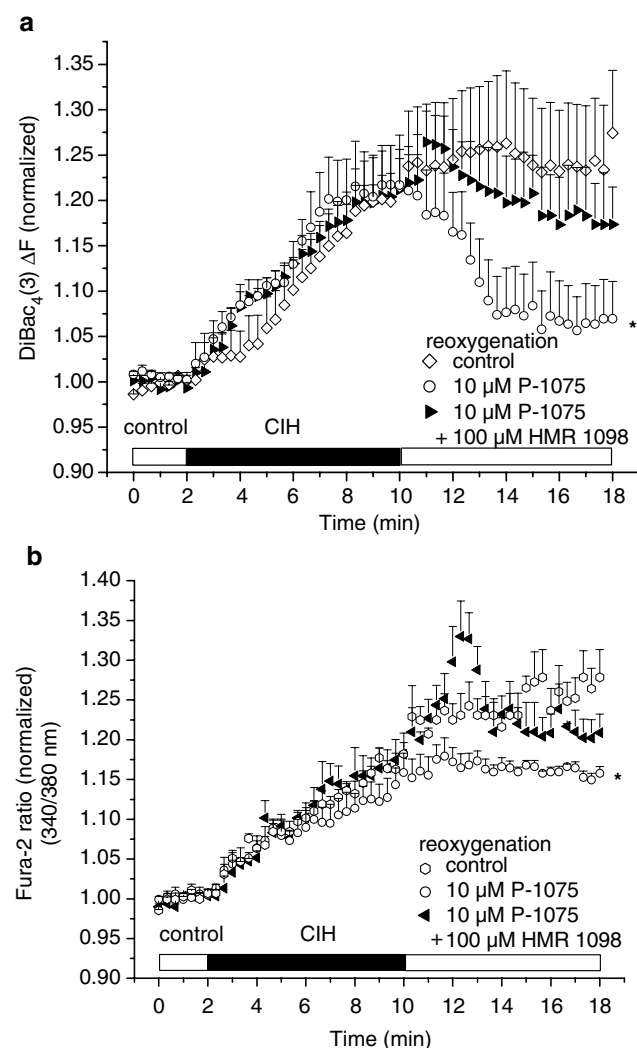 a
1.35
1.30
1.25
1.20
1.15
1.10
1.05
1.00
0.95
0.90
DiBac₄(3) ΔF (normalized)
*
reoxygenation
control
10 µM P-1075
10 µM P-1075
+ 100 µM HMR 1098
control
CIH
0 2 4 6 8 10 12 14 16 18
Time (min)
b
1.40
1.35
1.30
1.25
1.20
1.15
1.10
1.05
1.00
0.95
0.90
Fura-2 ratio (normalized)
(340/380 nm)
*
reoxygenation
control
10 µM P-1075
10 µM P-1075
+ 100 µM HMR 1098
control
CIH
0 2 4 6 8 10 12 14 16 18
Time (min)